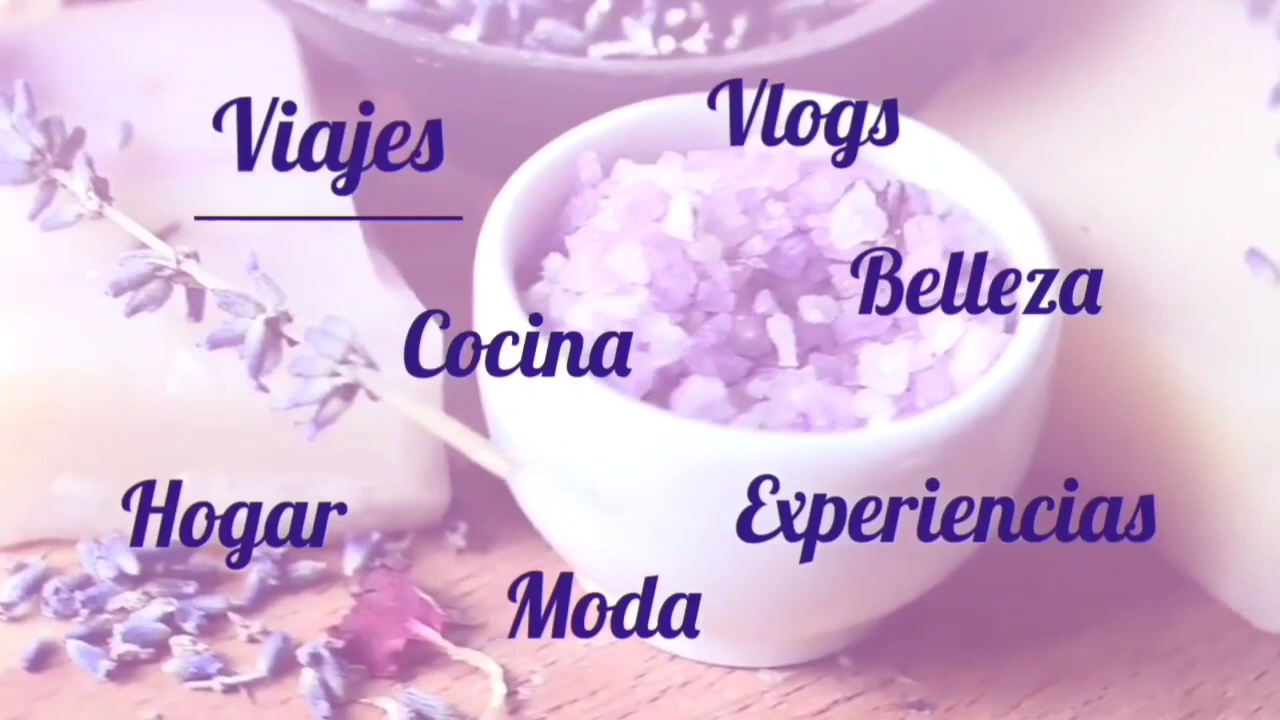 Viajes
Vlogs
Belleza
Cocina
Hogar
Experiencias
Moda